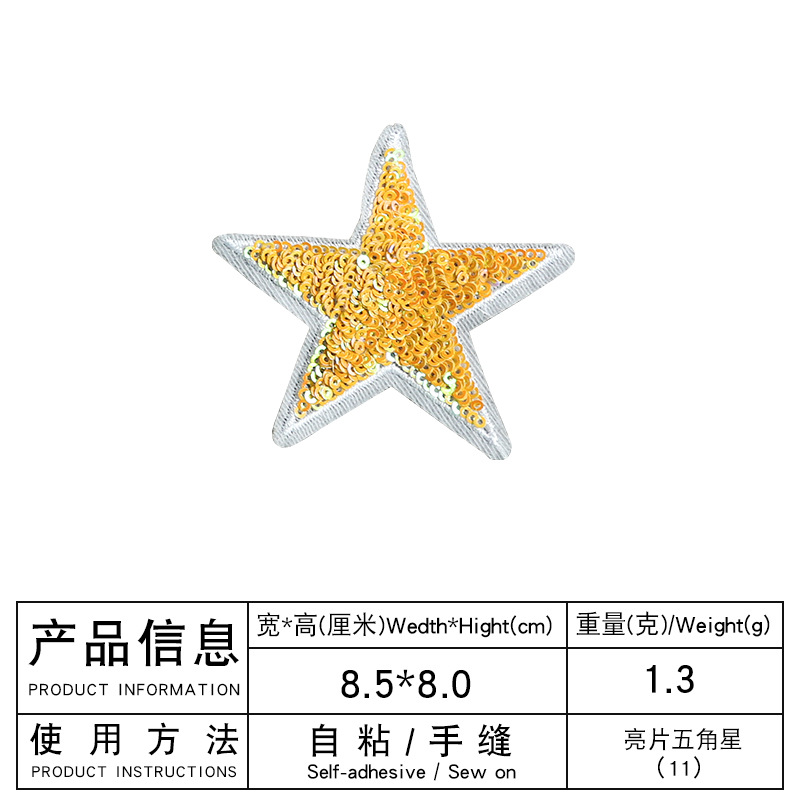 产品信息
PRODUCT INFORMATION
宽*高(厘米)Wedth*Hight(cm)
重量(克)/Weight(g)
8.5*8.0
1.3
使用方法
PRODUCT INSTRUCTIONS
自粘/手缝
Self-adhesive / Sew on
亮片五角星
(11)